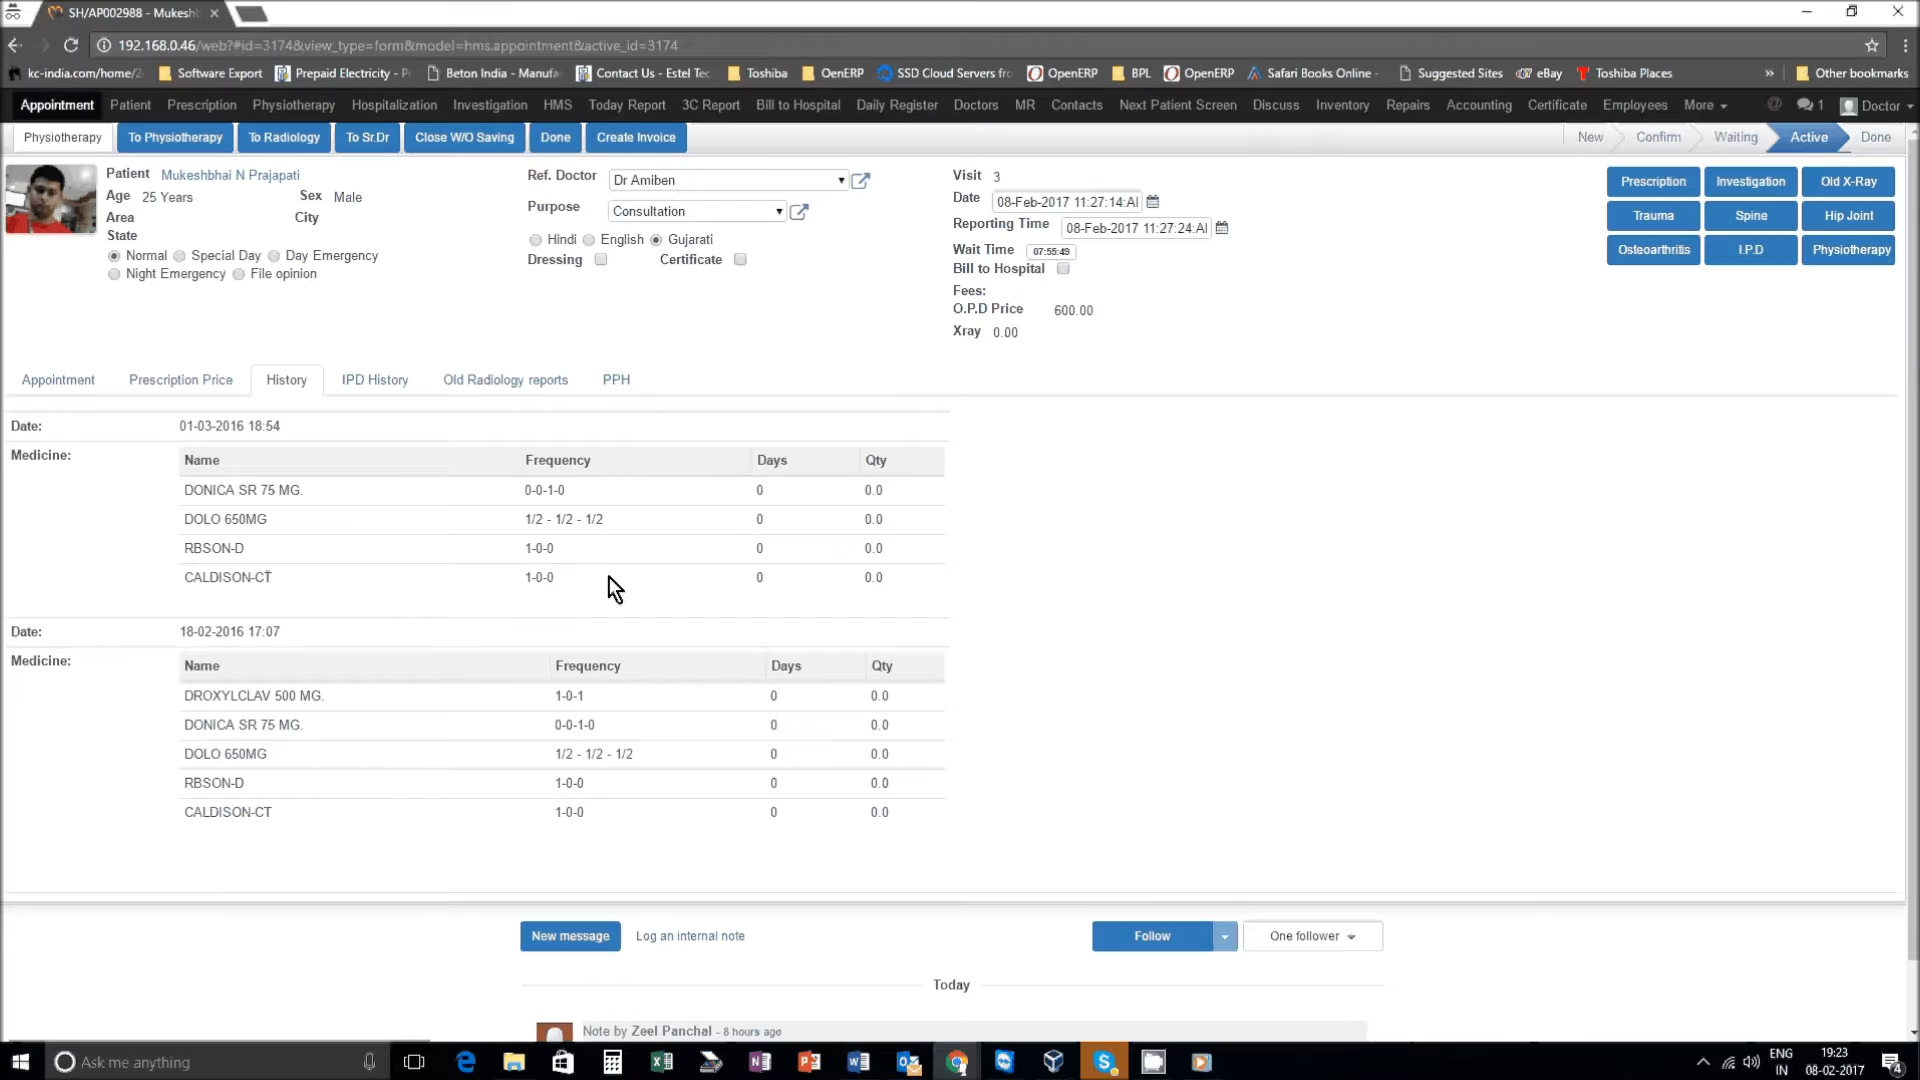 SH/AP002988 - Mukeshb
192.168.0.46/web?#id=3174&view_type=form&model=hms.appointment&active_id=3174
kc-india.com/home/2 Software Export Prepaid Electricity - P Beton India - Manufa Contact Us - Estel Tec Toshiba OenERP SSD Cloud Servers fro OpenERP BPL OpenERP Safari Books Online - Suggested Sites eBay Toshiba Places » Other bookmarks
Appointment Patient Prescription Physiotherapy Hospitalization Investigation HMS Today Report 3C Report Bill to Hospital Daily Register Doctors MR Contacts Next Patient Screen Discuss Inventory Repairs Accounting Certificate Employees More @ 1 Doctor
Physiotherapy To Physiotherapy To Radiology To Sr.Dr Close W/O Saving Done Create Invoice New Confirm Waiting Active Done
Patient Mukeshbhai N Prajapati Ref. Doctor Dr Amiben Visit 3 Prescription Investigation Old X-Ray
Age 25 Years Sex Male Date 08-Feb-2017 11:27:14:AI
Area City Purpose Consultation Reporting Time 08-Feb-2017 11:27:24:AI Trauma Spine Hip Joint
State Hindi English Gujarati
Normal Special Day Day Emergency Dressing Certificate Wait Time 07:55:49 Osteoarthritis I.P.D Physiotherapy
Night Emergency File opinion Bill to Hospital
Fees:
O.P.D Price 600.00
Xray 0.00
Appointment Prescription Price History IPD History Old Radiology reports PPH
Date: 01-03-2016 18:54
Medicine: Name Frequency Days Qty
DONICA SR 75 MG. 0-0-1-0 0 0.0
DOLO 650MG 1/2 - 1/2 - 1/2 0 0.0
RBSON-D 1-0-0 0 0.0
CALDISON-CT 1-0-0 0 0.0
Date: 18-02-2016 17:07
Medicine: Name Frequency Days Qty
DROXYLCLAV 500 MG. 1-0-1 0 0.0
DONICA SR 75 MG. 0-0-1-0 0 0.0
DOLO 650MG 1/2 - 1/2 - 1/2 0 0.0
RBSON-D 1-0-0 0 0.0
CALDISON-CT 1-0-0 0 0.0
New message Log an internal note Follow One follower
Today
Note by Zeel Panchal - 8 hours ago
Ask me anything ENG 19:23
IN 08-02-2017 4